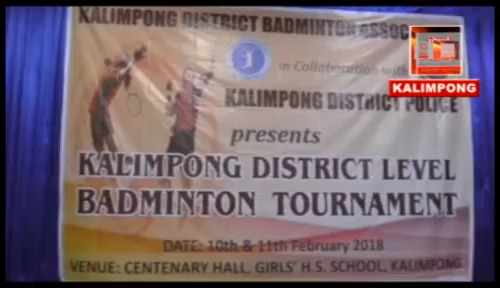 KALIMPONG DISTRICT BADMINTON ASSOC
in Collaboration with
KALIMPONG DISTRICT POLICE
presents
KALIMPONG DISTRICT LEVEL
BADMINTON TOURNAMENT
DATE: 10th & 11th February 2018
VENUE: CENTENARY HALL, GIRLS' H.S. SCHOOL, KALIMPONG
KALIMPONG